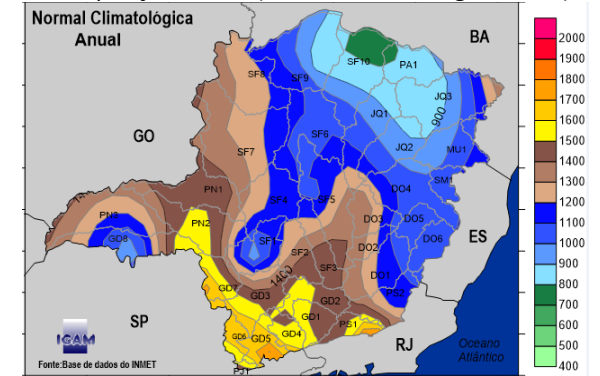 Normal Climatológica
Anual
BA
GO
ES
SP
RJ
Oceano
Atlântico
SF8
SF9
SF10
PA1
JQ3
900
JQ1
SF6
JQ2
MU1
SF7
SM1
PN1
DO4
SF4
SF5
PN3
PN2
DO3
DO5
GD8
SF1
SF2
DO2
DO6
1400
SF3
DO1
GD7
GD3
GD2
PS2
GD1
PS1
GD4
GD6
GD5
PJ1
IGAM
Fonte:Base de dados do INMET
2000
1900
1800
1700
1600
1500
1400
1300
1200
1100
1000
900
800
700
600
500
400